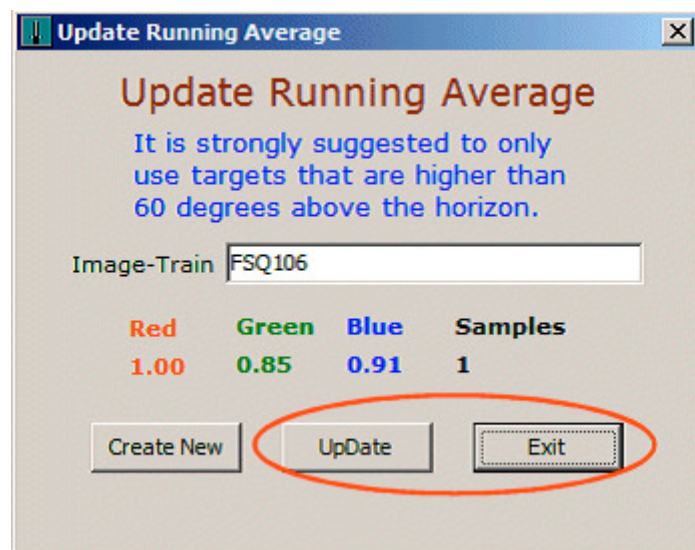 Update Running Average
Update Running Average
It is strongly suggested to only
use targets that are higher than
60 degrees above the horizon.
Image-Train FSQ106
Red Green Blue Samples
1.00 0.85 0.91 1
Create New UpDate Exit